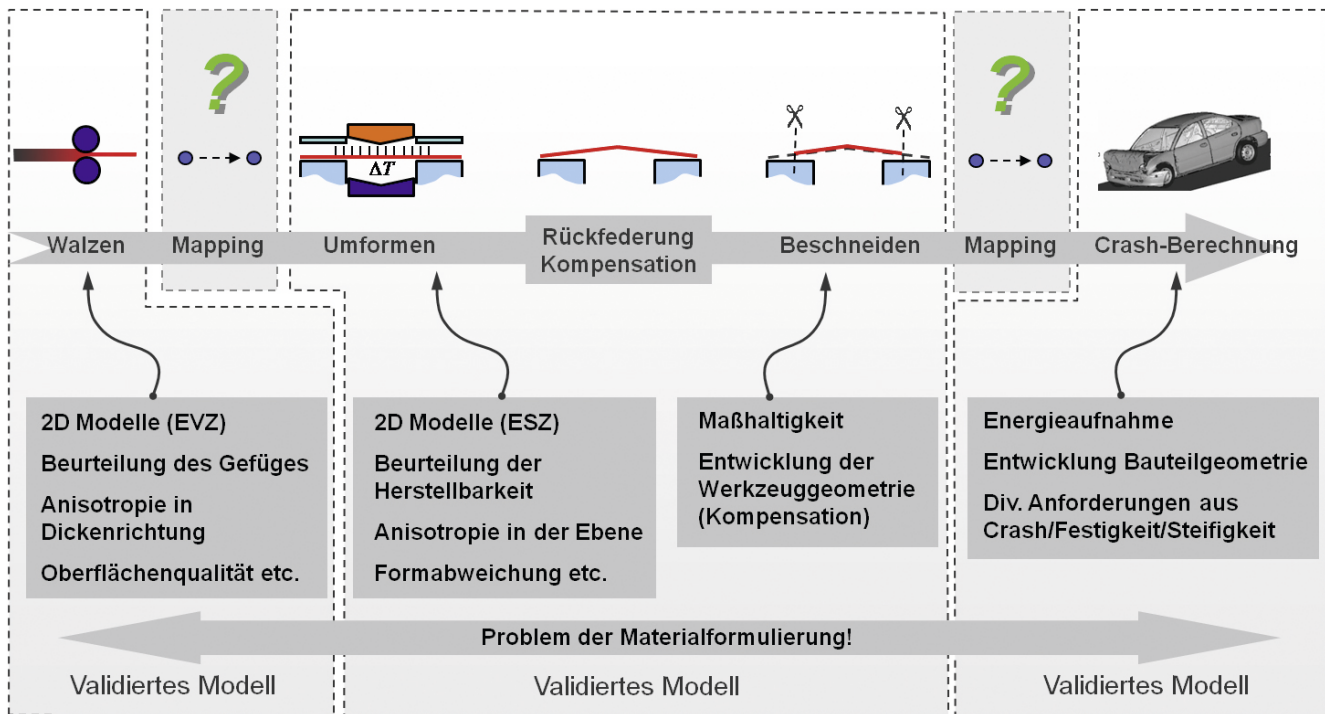 ?
?
ΔT
Walzen
Mapping
Umformen
Rückfederung
Kompensation
Beschneiden
Mapping
Crash-Berechnung
2D Modelle (EVZ)
Beurteilung des Gefüges
Anisotropie in
Dickenrichtung
Oberflächenqualität etc.
2D Modelle (ESZ)
Beurteilung der
Herstellbarkeit
Anisotropie in der Ebene
Formabweichung etc.
Maßhaltigkeit
Entwicklung der
Werkzeuggeometrie
(Kompensation)
Energieaufnahme
Entwicklung Bauteilgeometrie
Div. Anforderungen aus
Crash/Festigkeit/Steifigkeit
Problem der Materialformulierung!
Validiertes Modell
Validiertes Modell
Validiertes Modell